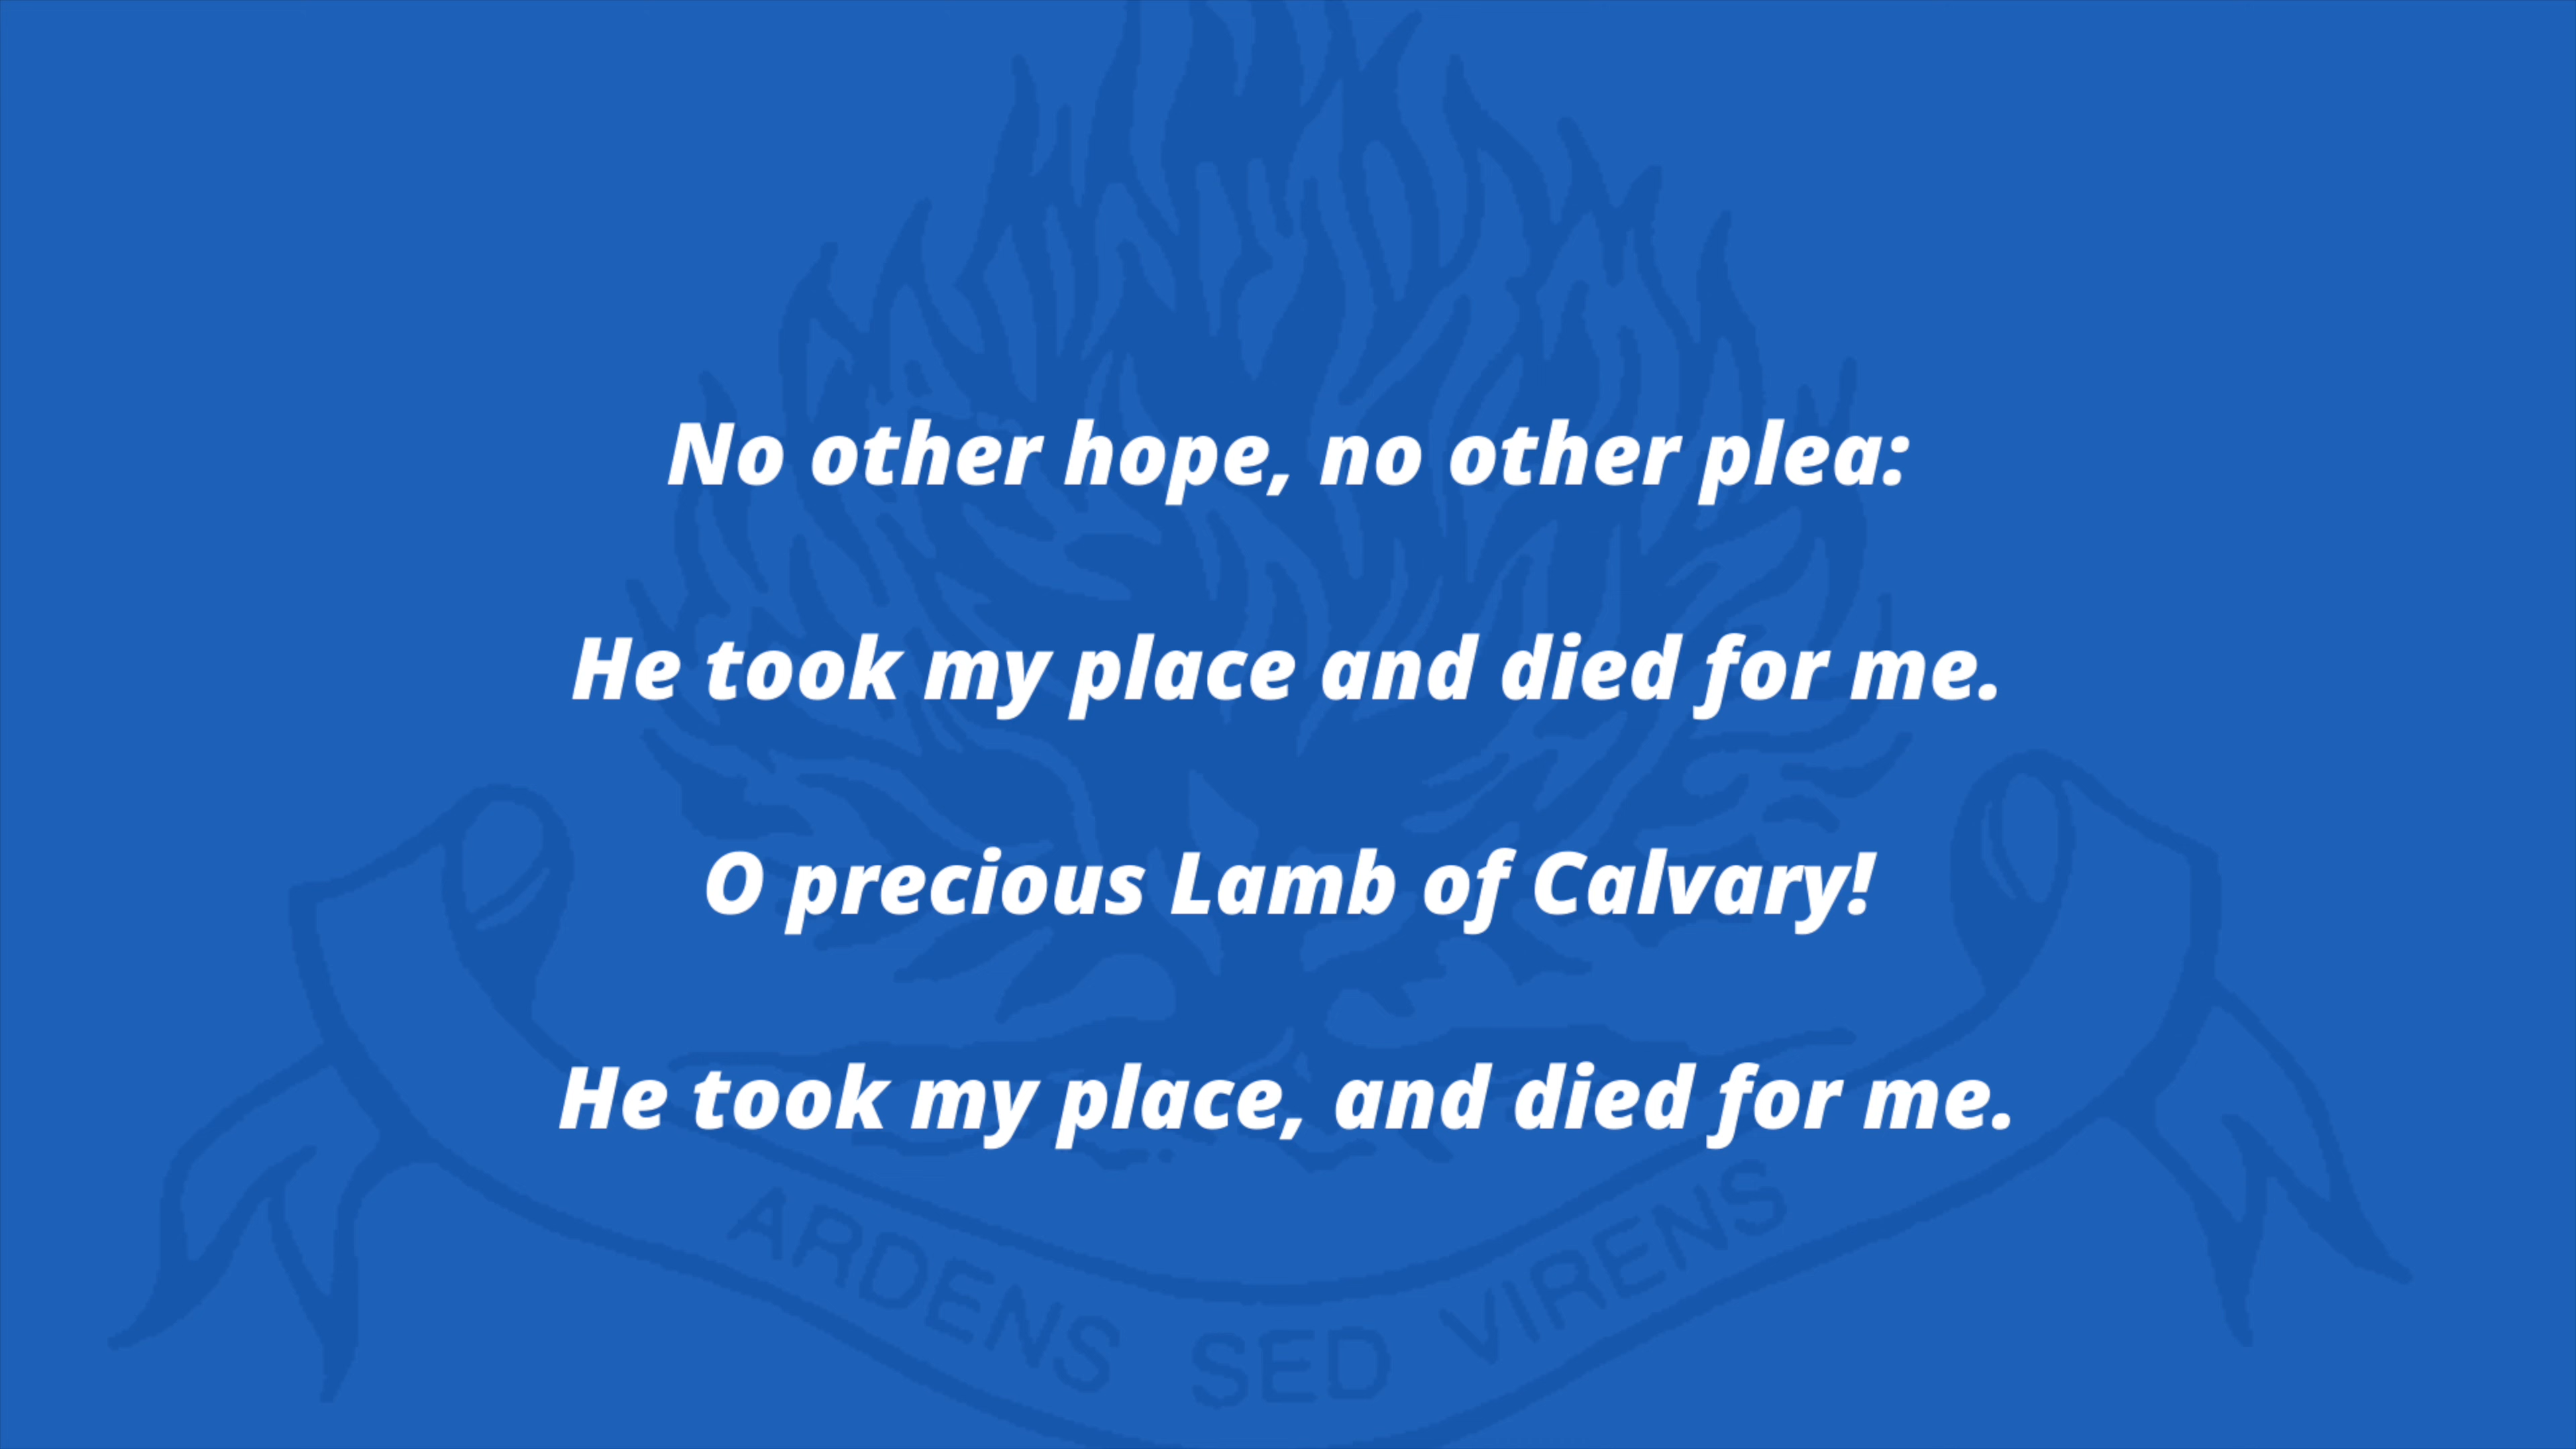 No other hope, no other plea:
He took my place and died for me.
O precious Lamb of Calvary!
He took my place, and died for me.
ARDENS SED VIRENS